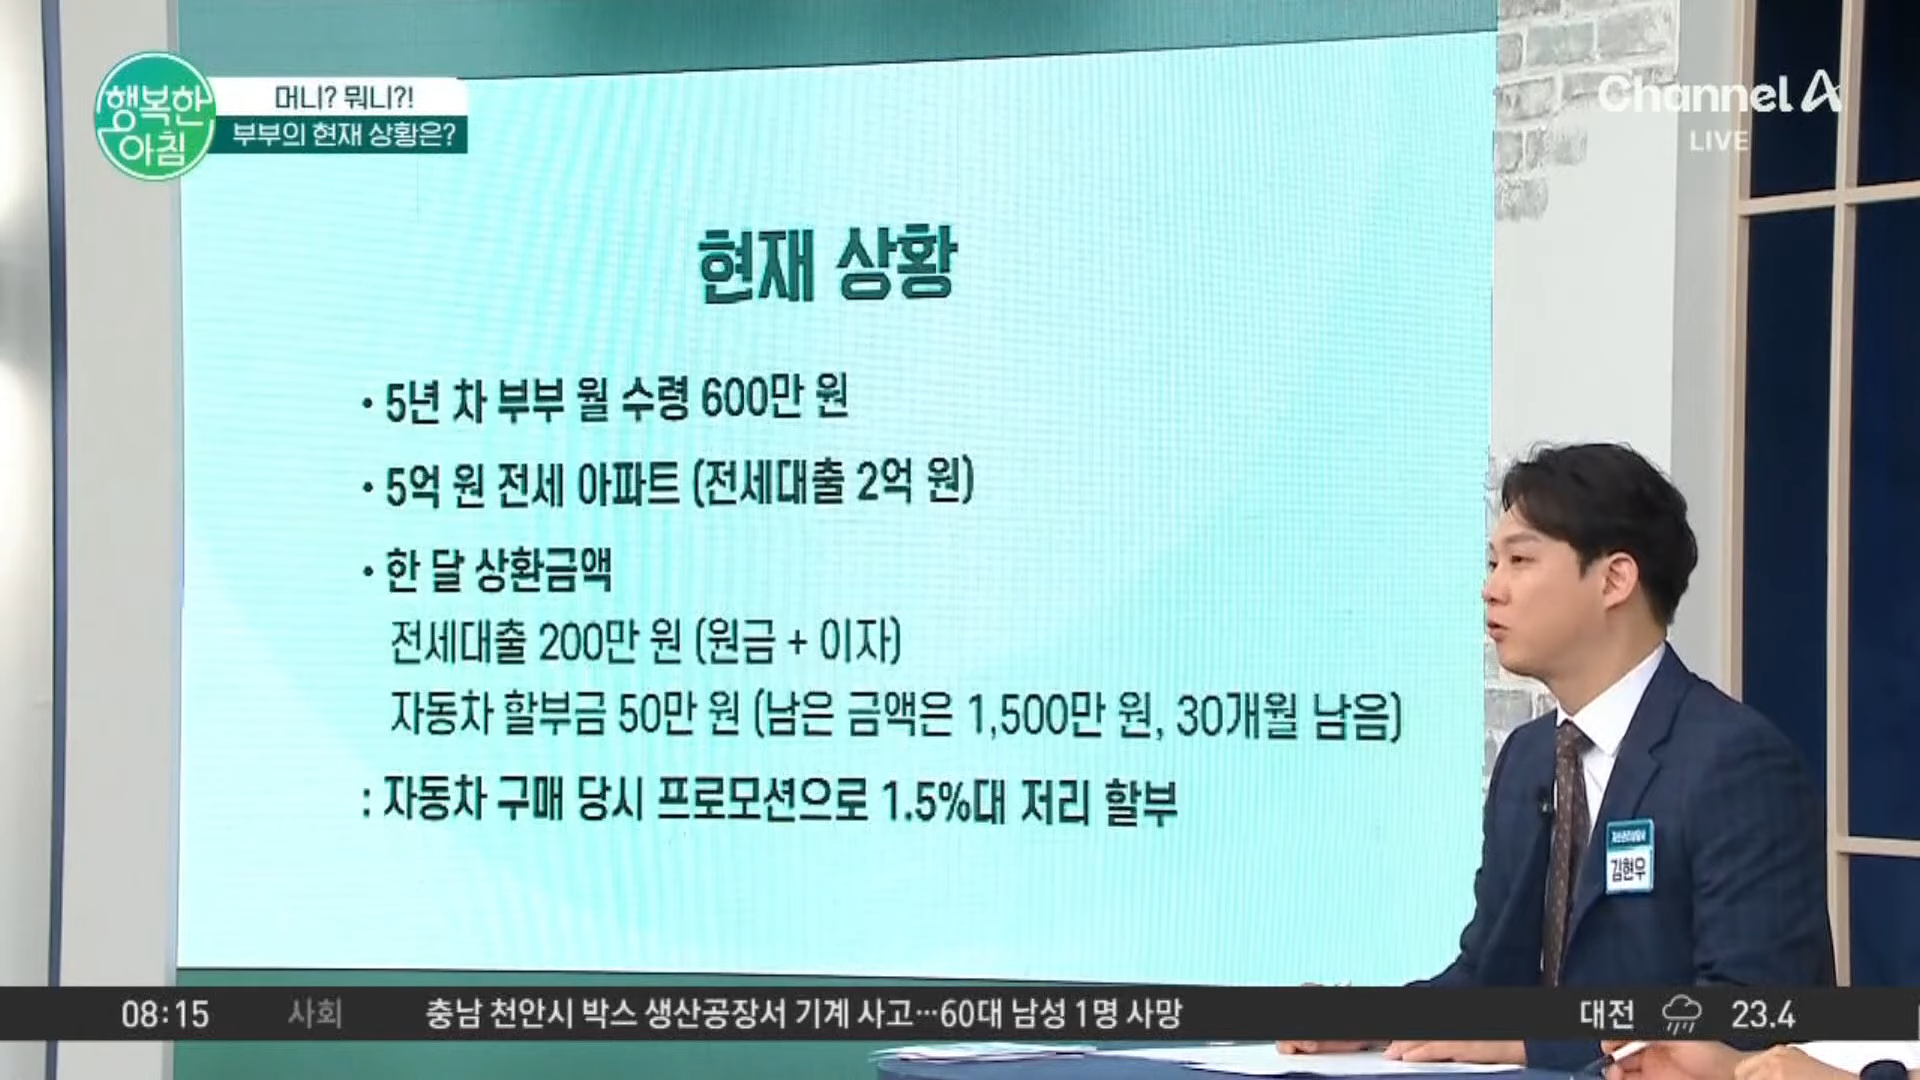 행복한
아침
머니? 뭐니?!
부부의 현재 상황은?
Channel A
LIVE
현재 상황
• 5년 차 부부 월 수령 600만 원
• 5억 원 전세 아파트 (전세대출 2억 원)
• 한 달 상환금액
전세대출 200만 원 (원금 + 이자)
자동차 할부금 50만 원 (남은 금액은 1,500만 원, 30개월 남음)
: 자동차 구매 당시 프로모션으로 1.5%대 저리 할부
김현우
08:15 사회 충남 천안시 박스 생산공장서 기계 사고…60대 남성 1명 사망 대전 23.4